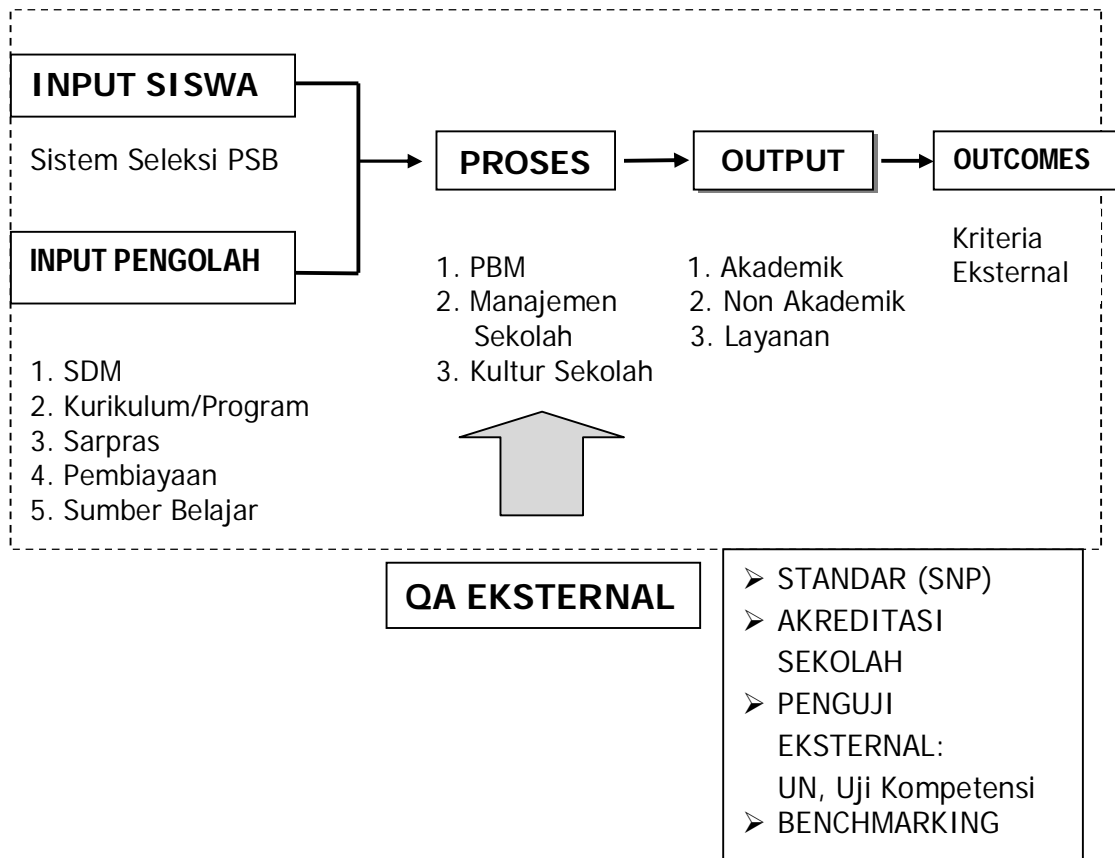 INPUT SISWA
Sistem Seleksi PSB
INPUT PENGOLAH
1. SDM
2. Kurikulum/Program
3. Sarpras
4. Pembiayaan
5. Sumber Belajar
PROSES
1. PBM
2. Manajemen
Sekolah
3. Kultur Sekolah
OUTPUT
1. Akademik
2. Non Akademik
3. Layanan
OUTCOMES
Kriteria
Eksternal
QA EKSTERNAL
➢ STANDAR (SNP)
➢ AKREDITASI
SEKOLAH
➢ PENGUJI
EKSTERNAL:
UN, Uji Kompetensi
➢ BENCHMARKING